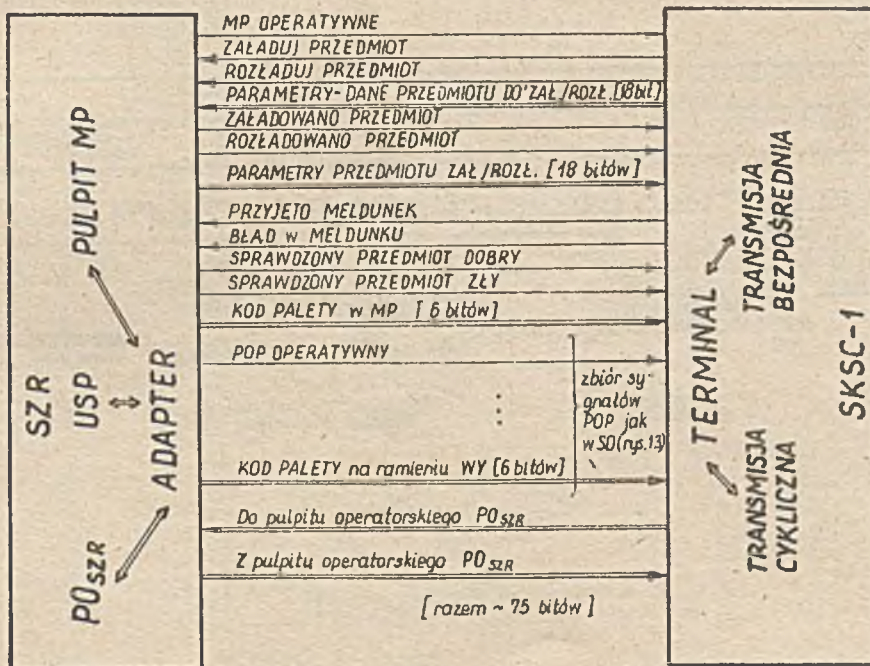 MP OPERATYWNE
ZAŁADUJ PRZEDMIOT
ROZŁADUJ PRZEDMIOT
PARAMETRY-DANE PRZEDMIOTU DO ZAŁ/ROZŁ.[18bit]
ZAŁADOWANO PRZEDMIOT
ROZŁADOWANO PRZEDMIOT
PARAMETRY PRZEDMIOTU ZAŁ/ROZŁ. [18 bitów]
PRZYJĘTO MELDUNEK
BŁĄD w MELDUNKU
SPRAWDZONY PRZEDMIOT DOBRY
SPRAWDZONY PRZEDMIOT ZŁY
KOD PALETY w MP [6 bitów]
POP OPERATYWNY
zbiór sy-
gnałów
POP jak
w SO (rys.13)
KOD PALETY na ramieniu WY [6 bitów]
Do pulpitu operatorskiego PO SZR
Z pulpitu operatorskiego PO SZR
[razem ~ 75 bitów]
SZR
USP
ADAPTER
PULPIT MP
PO SZR
TERMINAL
TRANSMISJA
BEZPOŚREDNIA
TRANSMISJA
CYKLICZNA
SKSC-1